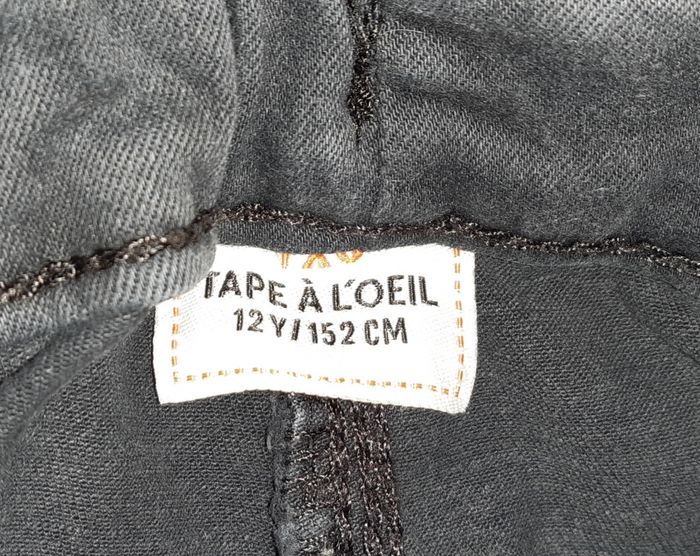 TAPE À L'OEIL
12 Y/152 CM